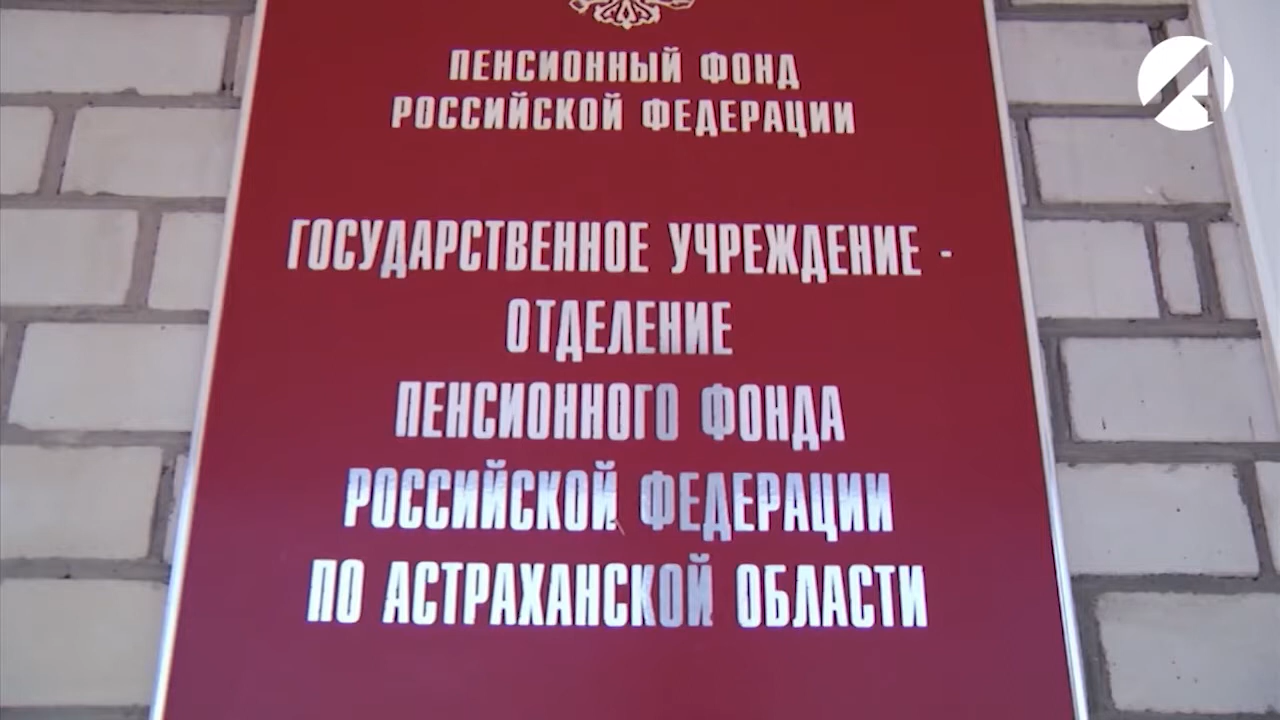 ПЕНСИОННЫЙ ФОНД
РОССИЙСКОЙ ФЕДЕРАЦИИ
ГОСУДАРСТВЕННОЕ УЧРЕЖДЕНИЕ -
ОТДЕЛЕНИЕ
ПЕНСИОННОГО ФОНДА
РОССИЙСКОЙ ФЕДЕРАЦИИ
ПО АСТРАХАНСКОЙ ОБЛАСТИ